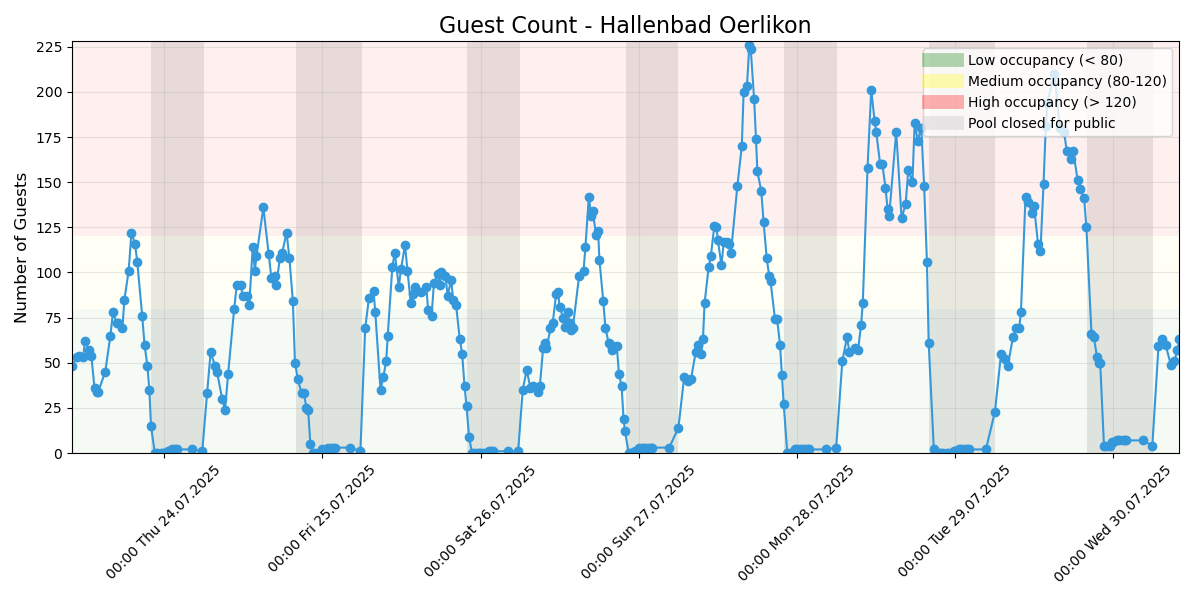 Guest Count - Hallenbad Oerlikon
Number of Guests
225
200
175
150
125
100
75
50
25
0
Low occupancy (< 80)
Medium occupancy (80-120)
High occupancy (> 120)
Pool closed for public
00:00 Thu 24.07.2025
00:00 Fri 25.07.2025
00:00 Sat 26.07.2025
00:00 Sun 27.07.2025
00:00 Mon 28.07.2025
00:00 Tue 29.07.2025
00:00 Wed 30.07.2025